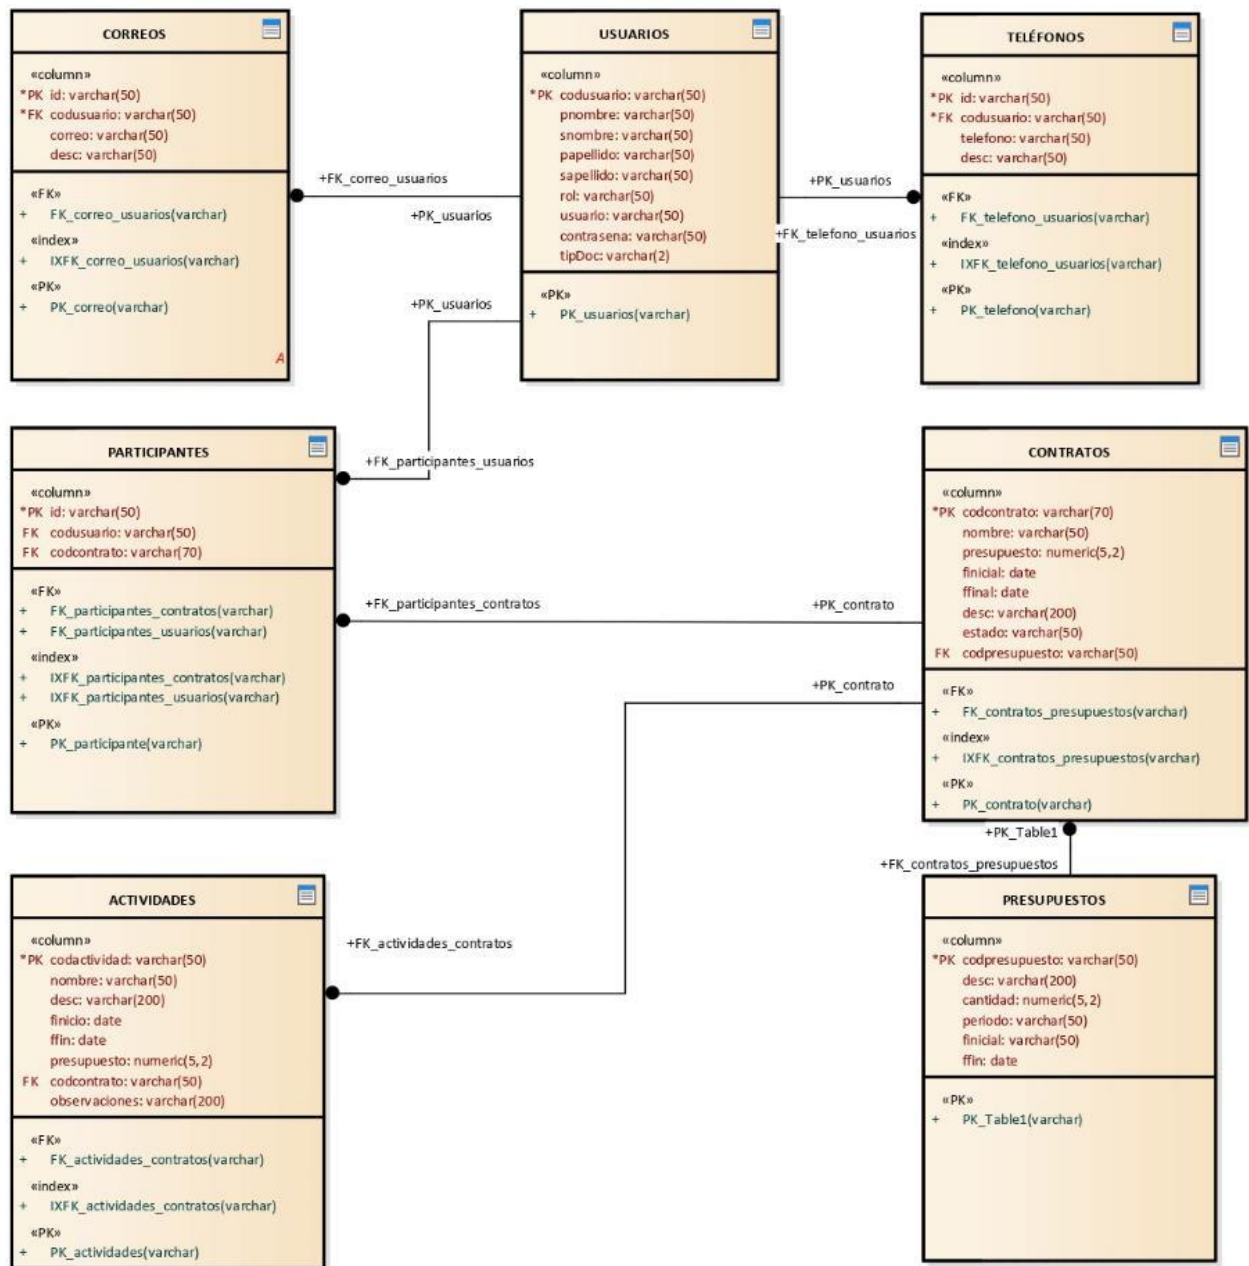 CORREOS
«column»
*PK id: varchar(50)
*FK codusuario: varchar(50)
correo: varchar(50)
desc: varchar(50)
«FK»
+ FK_correo_usuarios(varchar)
«index»
+ IXFK_correo_usuarios(varchar)
«PK»
+ PK_correo(varchar)
A
+FK_correo_usuarios
+PK_usuarios
USUARIOS
«column»
*PK codusuario: varchar(50)
pnombre: varchar(50)
snombre: varchar(50)
papellido: varchar(50)
sapellido: varchar(50)
rol: varchar(50)
usuario: varchar(50)
contrasena: varchar(50)
tipDoc: varchar(2)
«PK»
+ PK_usuarios(varchar)
+PK_usuarios
+FK_telefono_usuarios
TELÉFONOS
«column»
*PK id: varchar(50)
*FK codusuario: varchar(50)
telefono: varchar(50)
desc: varchar(50)
«FK»
+ FK_telefono_usuarios(varchar)
«index»
+ IXFK_telefono_usuarios(varchar)
«PK»
+ PK_telefono(varchar)
+PK_usuarios
+FK_participantes_usuarios
PARTICIPANTES
«column»
*PK id: varchar(50)
FK codusuario: varchar(50)
FK codcontrato: varchar(70)
«FK»
+ FK_participantes_contratos(varchar)
+ FK_participantes_usuarios(varchar)
«index»
+ IXFK_participantes_contratos(varchar)
+ IXFK_participantes_usuarios(varchar)
«PK»
+ PK_participante(varchar)
+FK_participantes_contratos
+PK_contrato
+PK_contrato
CONTRATOS
«column»
*PK codcontrato: varchar(70)
nombre: varchar(50)
presupuesto: numeric(5,2)
finicial: date
ffinal: date
desc: varchar(200)
estado: varchar(50)
FK codpresupuesto: varchar(50)
«FK»
+ FK_contratos_presupuestos(varchar)
«index»
+ IXFK_contratos_presupuestos(varchar)
«PK»
+ PK_contrato(varchar)
+PK_Table1
+FK_contratos_presupuestos
ACTIVIDADES
«column»
*PK codactividad: varchar(50)
nombre: varchar(50)
desc: varchar(200)
finicio: date
ffin: date
presupuesto: numeric(5,2)
FK codcontrato: varchar(50)
observaciones: varchar(200)
«FK»
+ FK_actividades_contratos(varchar)
«index»
+ IXFK_actividades_contratos(varchar)
«PK»
+ PK_actividades(varchar)
+FK_actividades_contratos
PRESUPUESTOS
«column»
*PK codpresupuesto: varchar(50)
desc: varchar(200)
cantidad: numeric(5,2)
periodo: varchar(50)
finicial: varchar(50)
ffin: date
«PK»
+ PK_Table1(varchar)